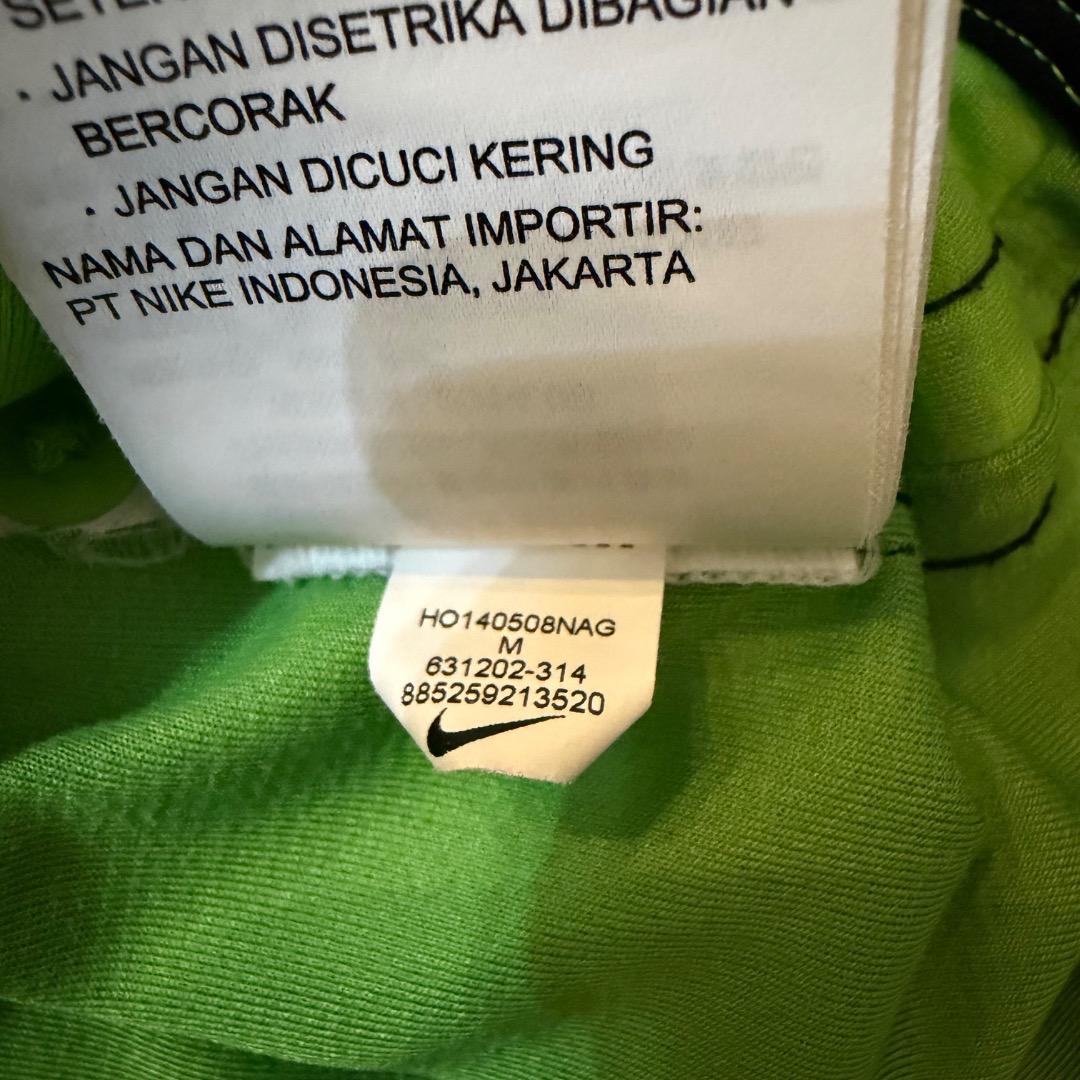 · JANGAN DISETRIKA DIBAGIAN
BERCORAK
· JANGAN DICUCI KERING
NAMA DAN ALAMAT IMPORTIR:
PT NIKE INDONESIA, JAKARTA
HO140508NAG
M
631202-314
885259213520